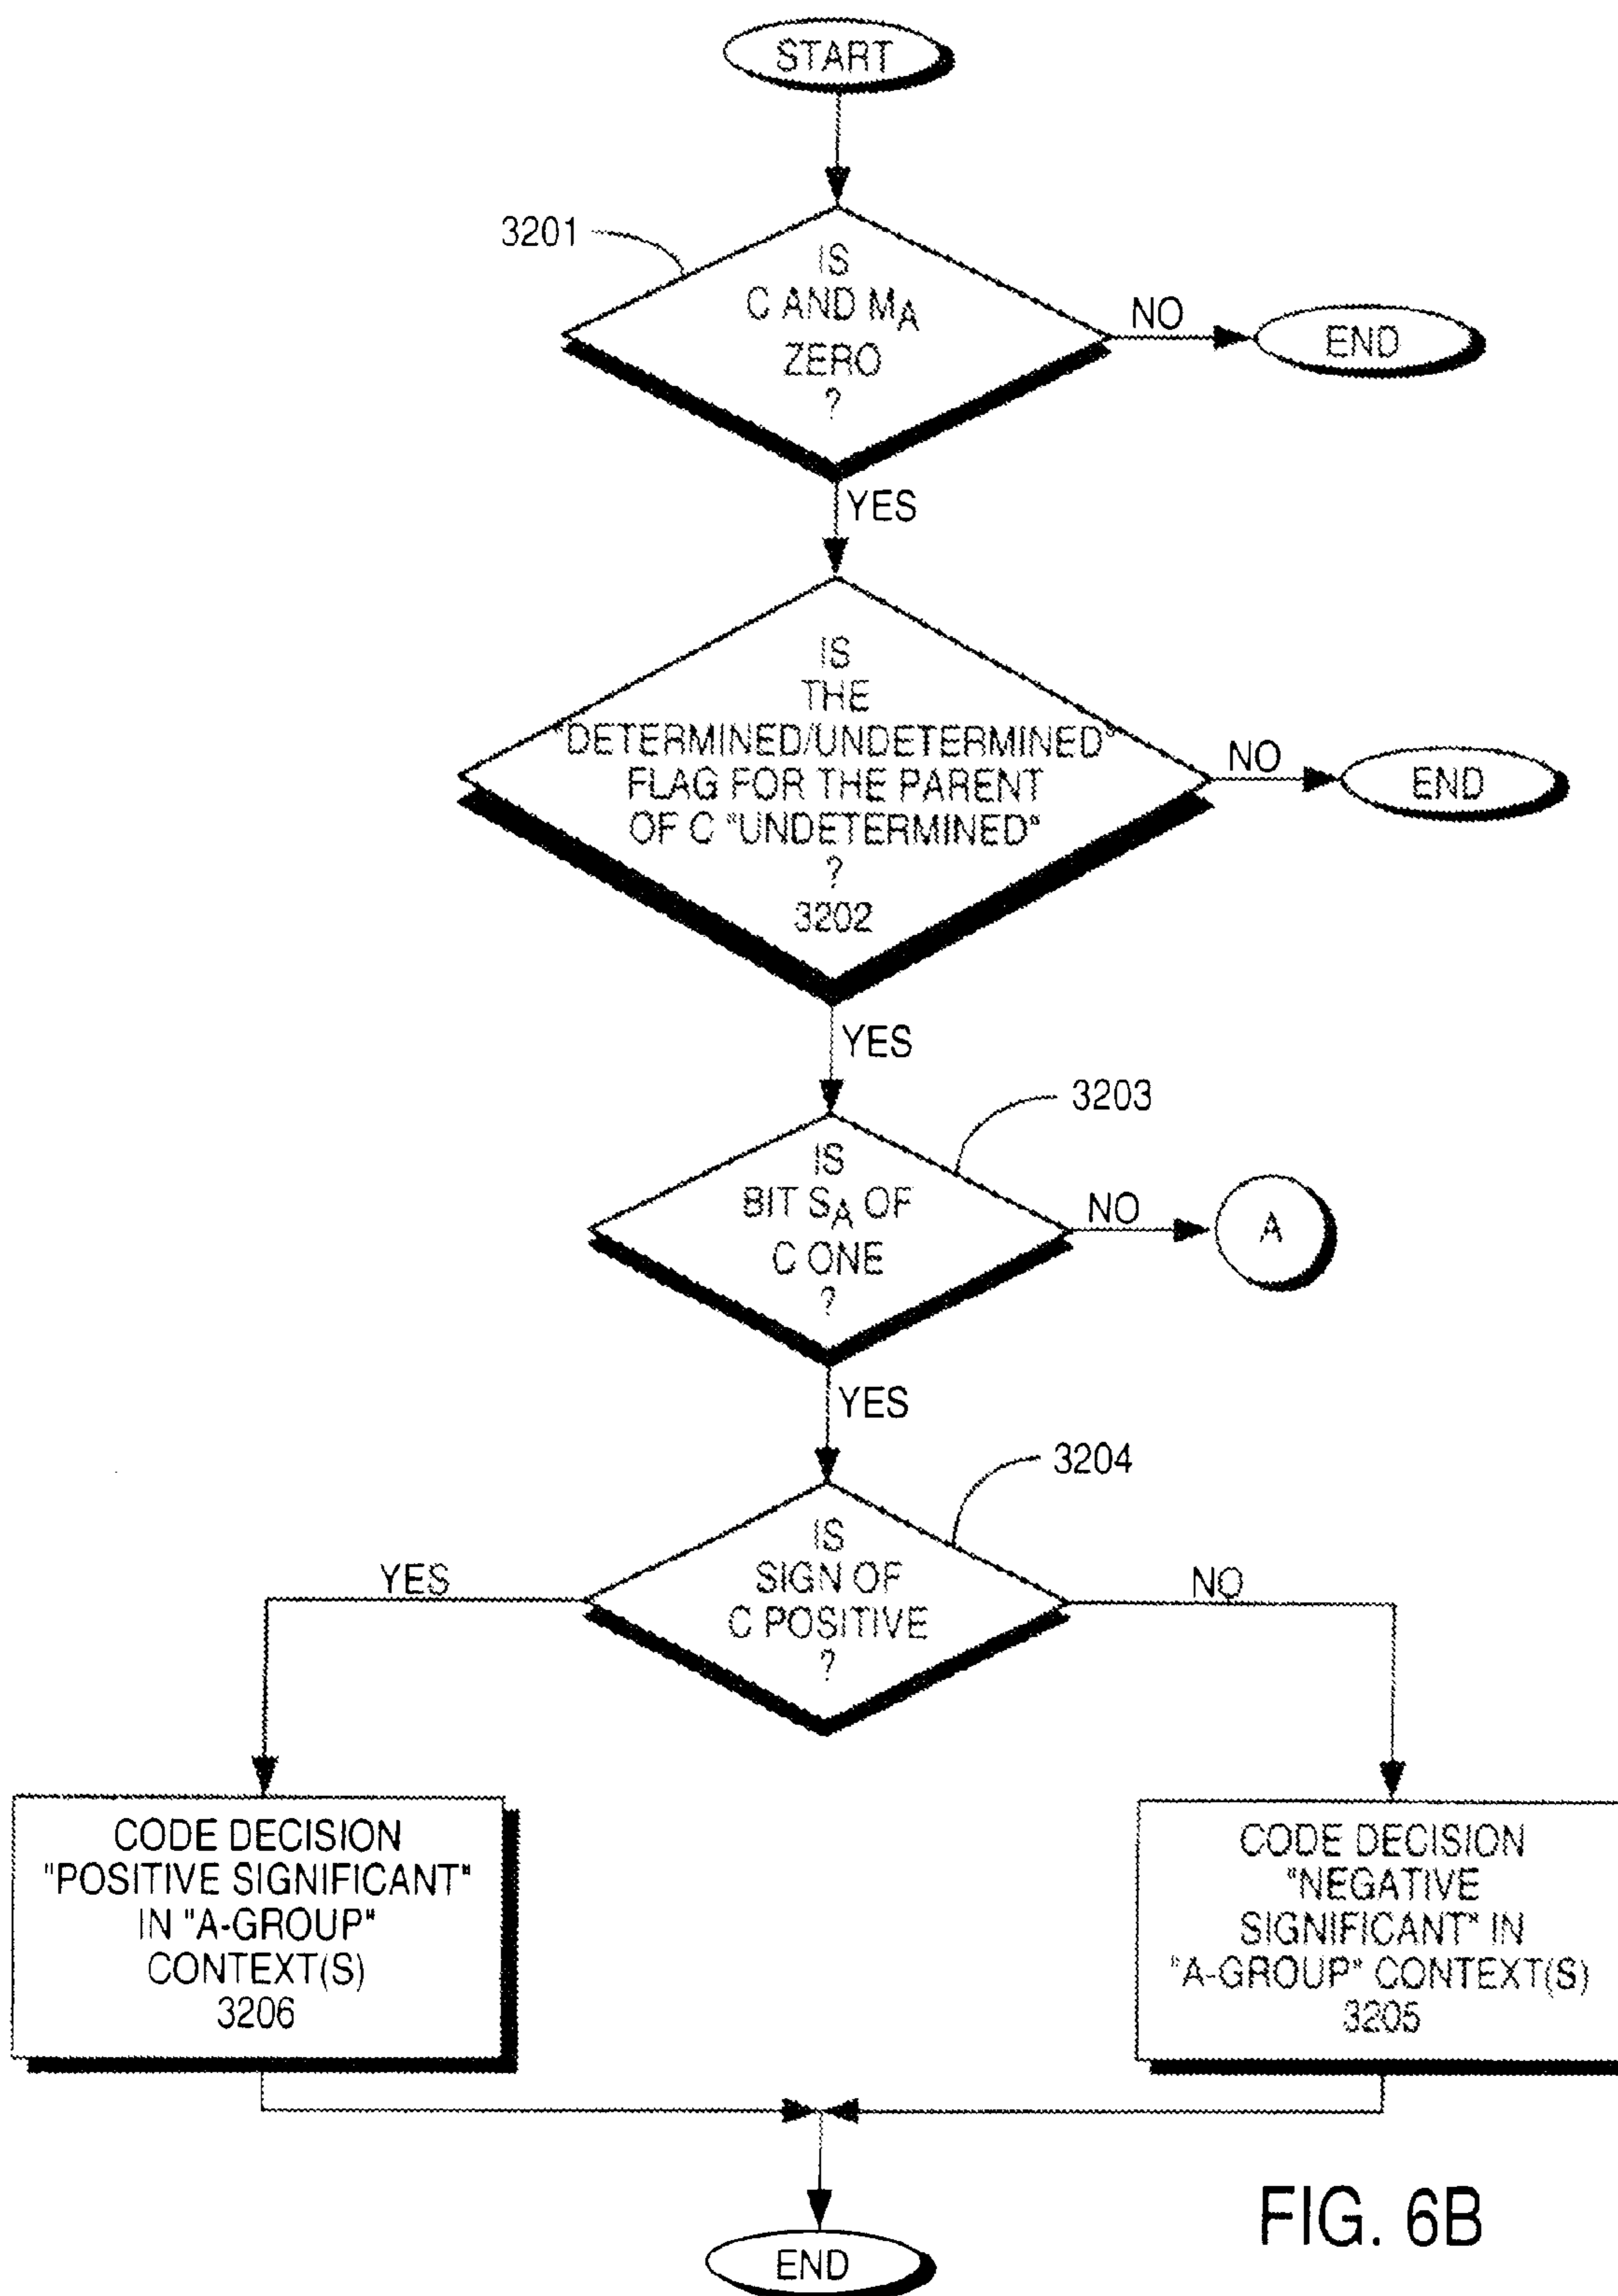 START
3201
IS
C AND MA
ZERO
?
NO
END
YES
IS
THE
"DETERMINED/UNDETERMINED"
FLAG FOR THE PARENT
OF C "UNDETERMINED"
?
3202
NO
END
YES
3203
IS
BIT SA OF
C ONE
?
NO
A
YES
3204
IS
SIGN OF
C POSITIVE
?
YES
NO
CODE DECISION
"POSITIVE SIGNIFICANT"
IN "A-GROUP"
CONTEXT(S)
3206
CODE DECISION
"NEGATIVE
SIGNIFICANT" IN
"A-GROUP" CONTEXT(S)
3205
END
FIG. 6B